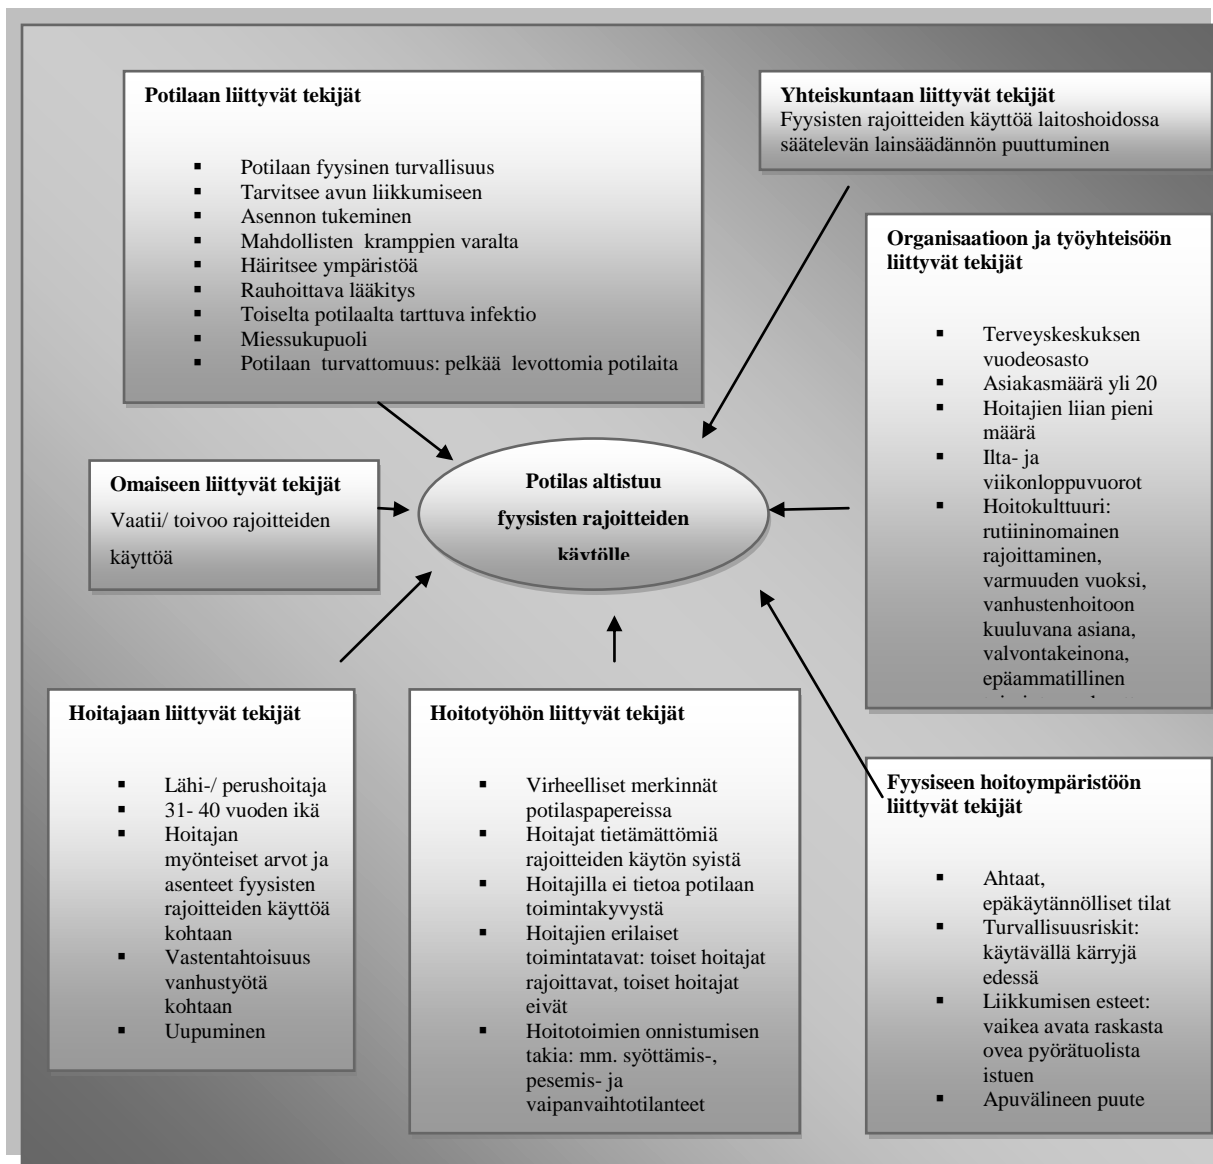 Potilaan liittyvät tekijät
▪ Potilaan fyysinen turvallisuus
▪ Tarvitsee avun liikkumiseen
▪ Asennon tukeminen
▪ Mahdollisten kramppien varalta
▪ Häiritsee ympäristöä
▪ Rauhoittava lääkitys
▪ Toiselta potilaalta tarttuva infektio
▪ Miessukupuoli
▪ Potilaan turvattomuus: pelkää levottomia potilaita
Yhteiskuntaan liittyvät tekijät
Fyysisten rajoitteiden käyttöä laitoshoidossa
säätelevän lainsäädännön puuttuminen
Organisaatioon ja työyhteisöön
liittyvät tekijät
▪ Terveyskeskuksen
vuodeosasto
▪ Asiakasmäärä yli 20
▪ Hoitajien liian pieni
määrä
▪ Ilta- ja
viikonloppuvuorot
▪ Hoitokulttuuri:
rutiininomainen
rajoittaminen,
varmuuden vuoksi,
vanhustenhoitoon
kuuluvana asiana,
valvontakeinona,
epäammatillinen
Omaiseen liittyvät tekijät
Vaatii/ toivoo rajoitteiden
käyttöä
Potilas altistuu
fyysisten rajoitteiden
käytölle
Hoitajaan liittyvät tekijät
▪ Lähi-/ perushoitaja
▪ 31- 40 vuoden ikä
▪ Hoitajan
myönteiset arvot ja
asenteet fyysisten
rajoitteiden käyttöä
kohtaan
▪ Vastentahtoisuus
vanhustyötä
kohtaan
▪ Uupuminen
Hoitotyöhön liittyvät tekijät
▪ Virheelliset merkinnät
potilaspapereissa
▪ Hoitajat tietämättömiä
rajoitteiden käytön syistä
▪ Hoitajilla ei tietoa potilaan
toimintakyvystä
▪ Hoitajien erilaiset
toimintatavat: toiset hoitajat
rajoittavat, toiset hoitajat
eivät
▪ Hoitotoimien onnistumisen
takia: mm. syöttämis-,
pesemis- ja
vaipanvaihtotilanteet
Fyysiseen hoitoympäristöön
liittyvät tekijät
▪ Ahtaat,
epäkäytännölliset tilat
▪ Turvallisuusriskit:
käytävällä kärryjä
edessä
▪ Liikkumisen esteet:
vaikea avata raskasta
ovea pyörätuolista
istuen
▪ Apuvälineen puute